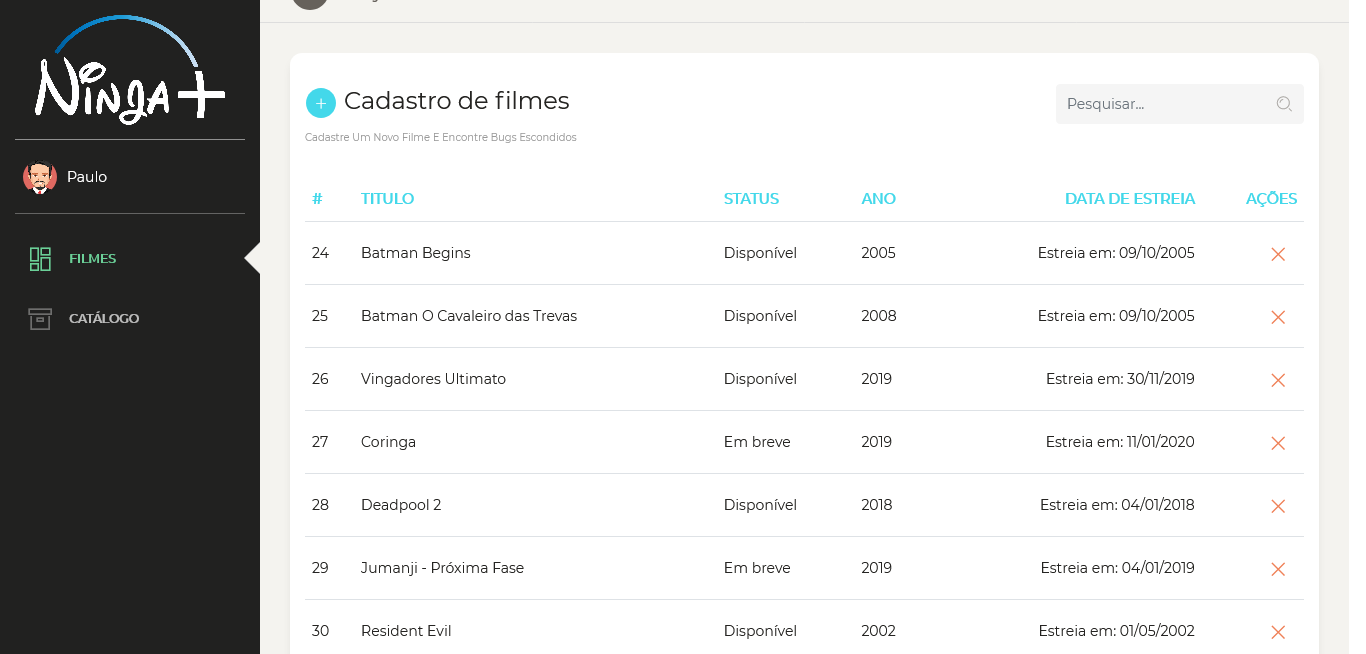 Ninja+
Paulo
FILMES
CATÁLOGO
+ Cadastro de filmes
Pesquisar...
Cadastre Um Novo Filme E Encontre Bugs Escondidos
# TITULO STATUS ANO DATA DE ESTREIA AÇÕES
24 Batman Begins Disponível 2005 Estreia em: 09/10/2005
25 Batman O Cavaleiro das Trevas Disponível 2008 Estreia em: 09/10/2005
26 Vingadores Ultimato Disponível 2019 Estreia em: 30/11/2019
27 Coringa Em breve 2019 Estreia em: 11/01/2020
28 Deadpool 2 Disponível 2018 Estreia em: 04/01/2018
29 Jumanji - Próxima Fase Em breve 2019 Estreia em: 04/01/2019
30 Resident Evil Disponível 2002 Estreia em: 01/05/2002